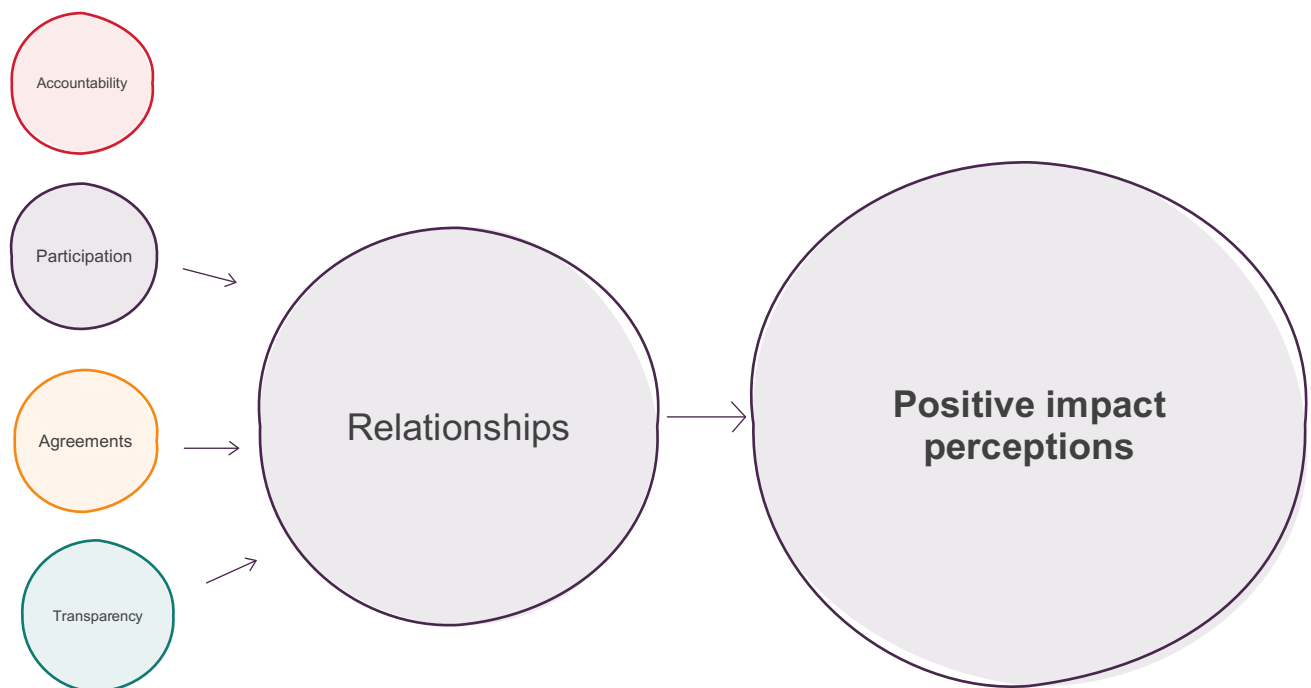 Accountability
Participation
Agreements
Transparency
Relationships
Positive impact
perceptions